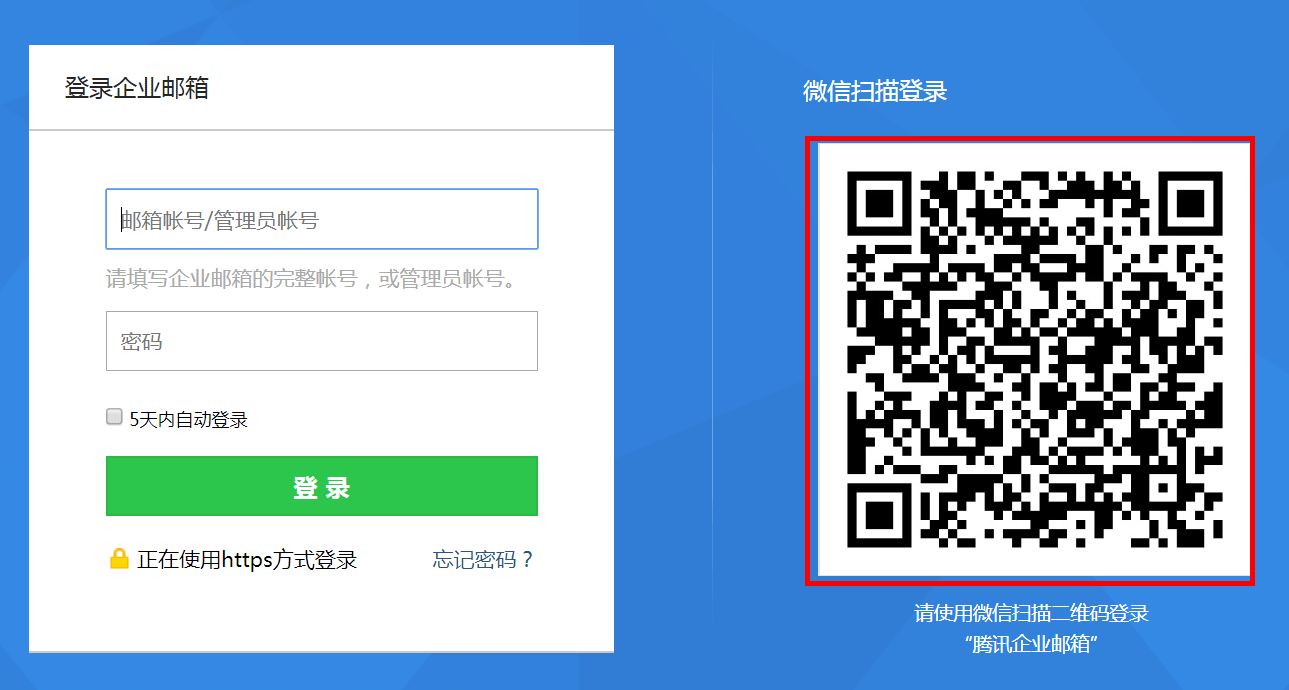 登录企业邮箱
邮箱帐号/管理员帐号
请填写企业邮箱的完整帐号，或管理员帐号。
密码
5天内自动登录
登 录
正在使用https方式登录
忘记密码？
微信扫描登录
请使用微信扫描二维码登录
“腾讯企业邮箱”